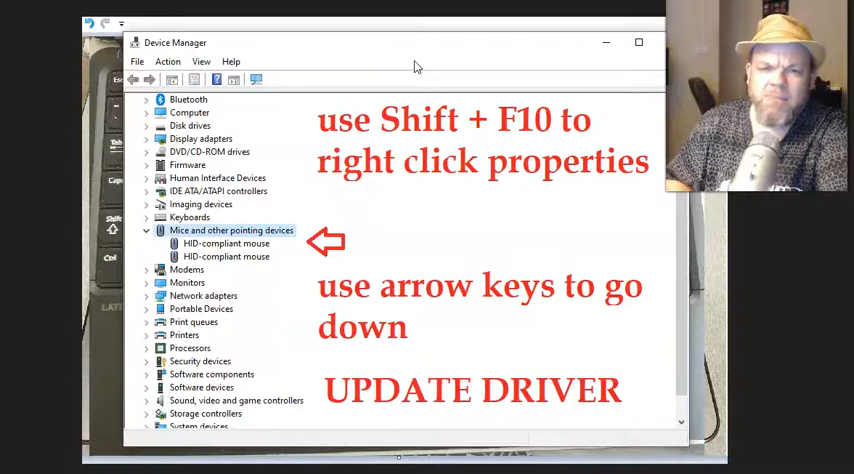 Device Manager
File Action View Help
Bluetooth
Computer
Disk drives
Display adapters
DVD/CD-ROM drives
Firmware
Human Interface Devices
IDE ATA/ATAPI controllers
Imaging devices
Keyboards
Mice and other pointing devices
HID-compliant mouse
HID-compliant mouse
Modems
Monitors
Network adapters
Portable Devices
Print queues
Printers
Processors
Security devices
Software components
Software devices
Sound, video and game controllers
Storage controllers
System devices
use Shift + F10 to
right click properties
use arrow keys to go
down
UPDATE DRIVER
Tab
Caps
Shift
Ctrl